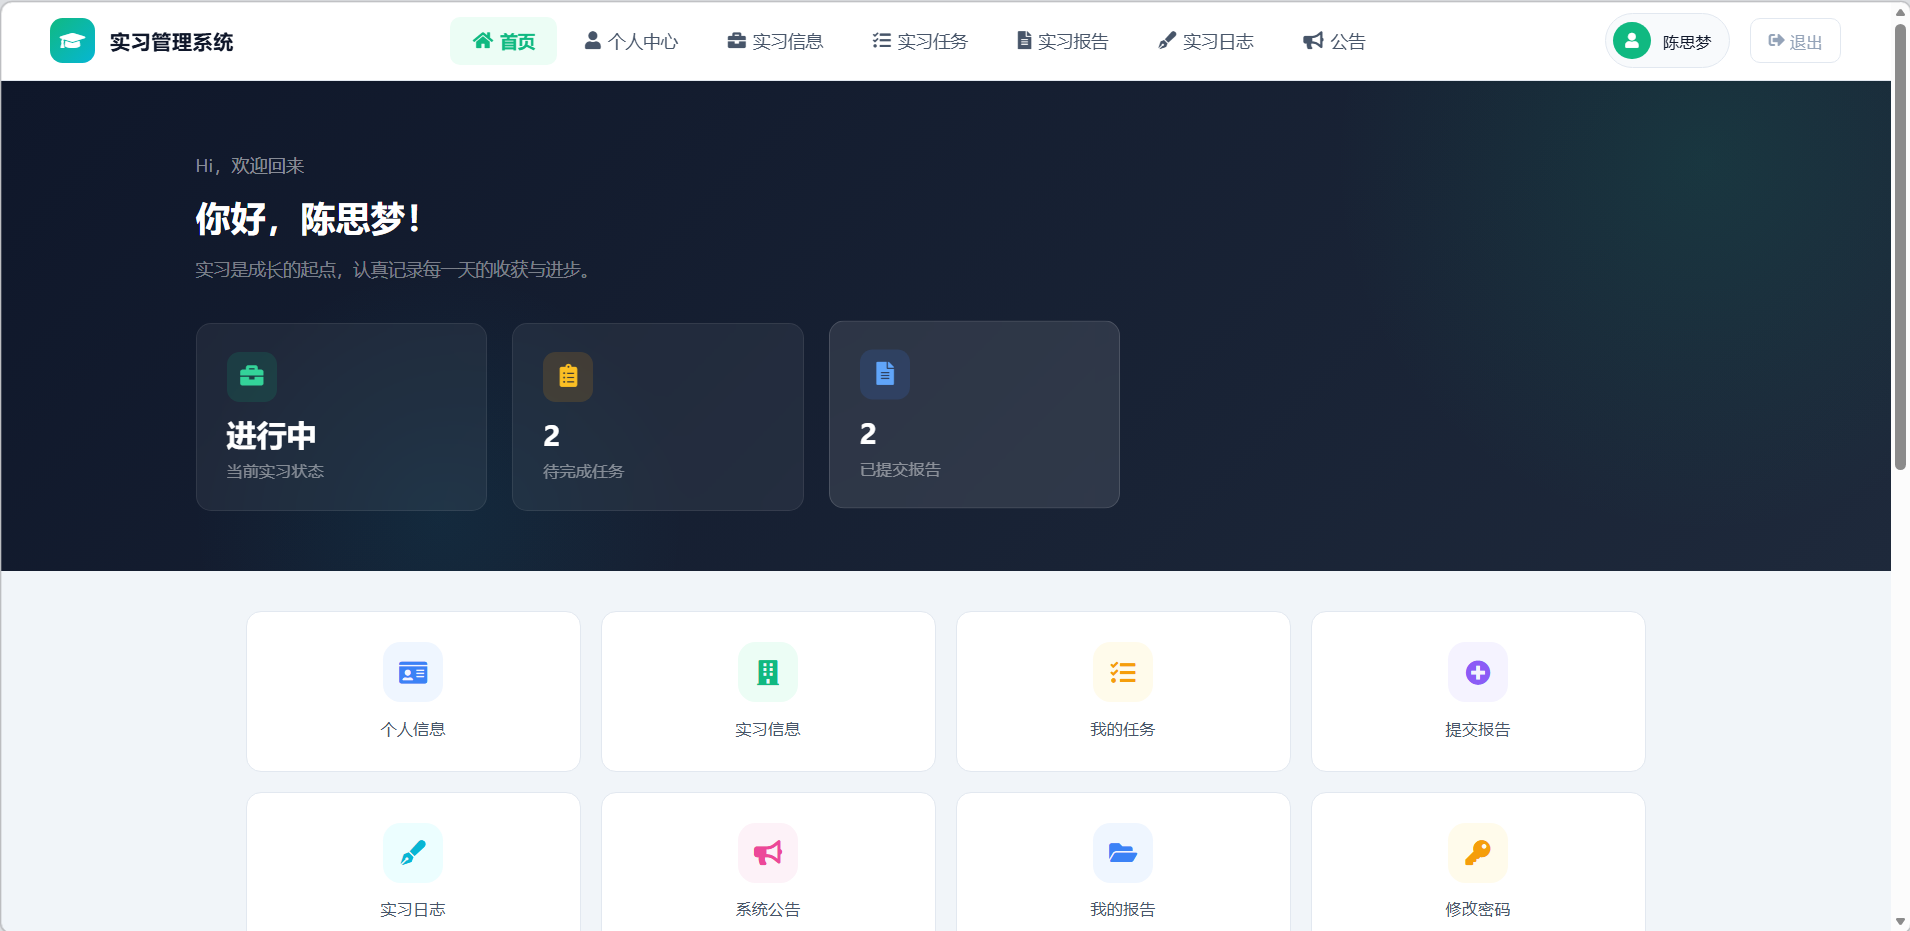 实习管理系统
首页
个人中心
实习信息
实习任务
实习报告
实习日志
公告
陈思梦
退出
Hi，欢迎回来
你好，陈思梦！
实习是成长的起点，认真记录每一天的收获与进步。
进行中
当前实习状态
2
待完成任务
2
已提交报告
个人信息
实习信息
我的任务
提交报告
实习日志
系统公告
我的报告
修改密码